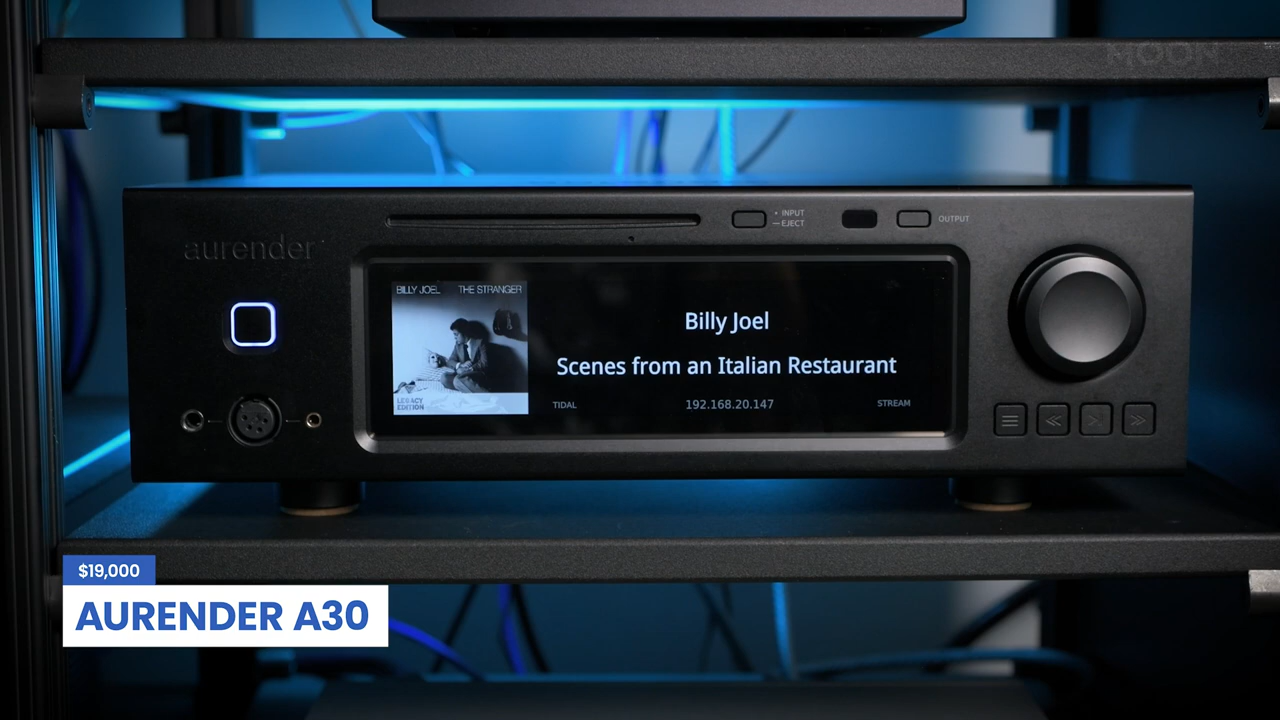 MOON
INPUT
EJECT
OUTPUT
aurender
BILLY JOEL THE STRANGER
LEGACY
EDITION
Billy Joel
Scenes from an Italian Restaurant
TIDAL
192.168.20.147
STREAM
$19,000
AURENDER A30